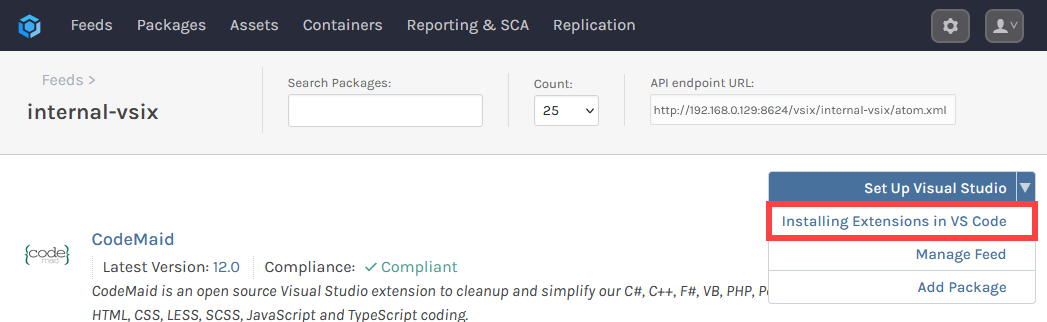 Feeds Packages Assets Containers Reporting & SCA Replication
Feeds >
internal-vsix
Search Packages:
Count:
25
API endpoint URL:
http://192.168.0.129:8624/vsix/internal-vsix/atom.xml
Set Up Visual Studio
Installing Extensions in VS Code
Manage Feed
Add Package
{code}
maid
CodeMaid
Latest Version: 12.0 Compliance: ✓ Compliant
CodeMaid is an open source Visual Studio extension to cleanup and simplify our C#, C++, F#, VB, PHP,
HTML, CSS, LESS, SCSS, JavaScript and TypeScript coding.